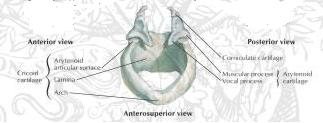 Anterior view
Posterior view
Arytenoid
articular surface
Corniculate cartilage
Cricoid
cartilage
Lamina
Muscular process
Vocal process
Arytenoid
cartilage
Arch
Anterosuperior view